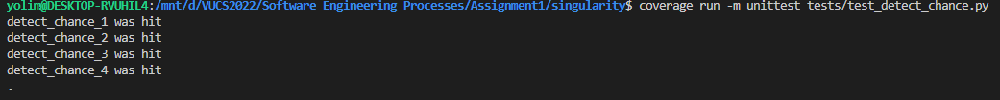 yolim@DESKTOP-RVUHIL4:/mnt/d/VUCS2022/Software Engineering Processes/Assignment1/singularity$ coverage run -m unittest tests/test_detect_chance.py
detect_chance_1 was hit
detect_chance_2 was hit
detect_chance_3 was hit
detect_chance_4 was hit
.